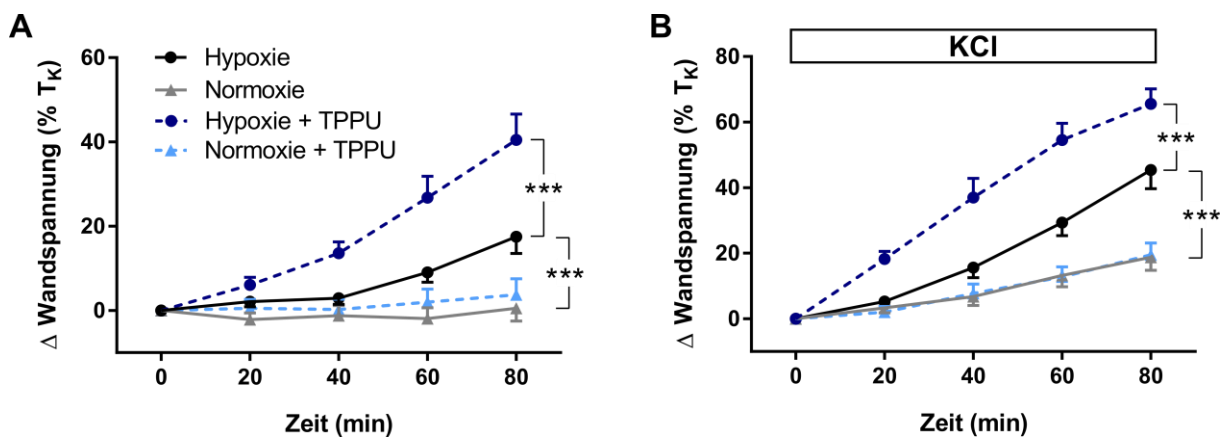 A
Δ Wandspannung (% TK)
60
40
20
0
Hypoxie
Normoxie
Hypoxie + TPPU
Normoxie + TPPU
***
***
0 20 40 60 80
Zeit (min)
B
KCl
Δ Wandspannung (% TK)
80
60
40
20
0
***
***
0 20 40 60 80
Zeit (min)